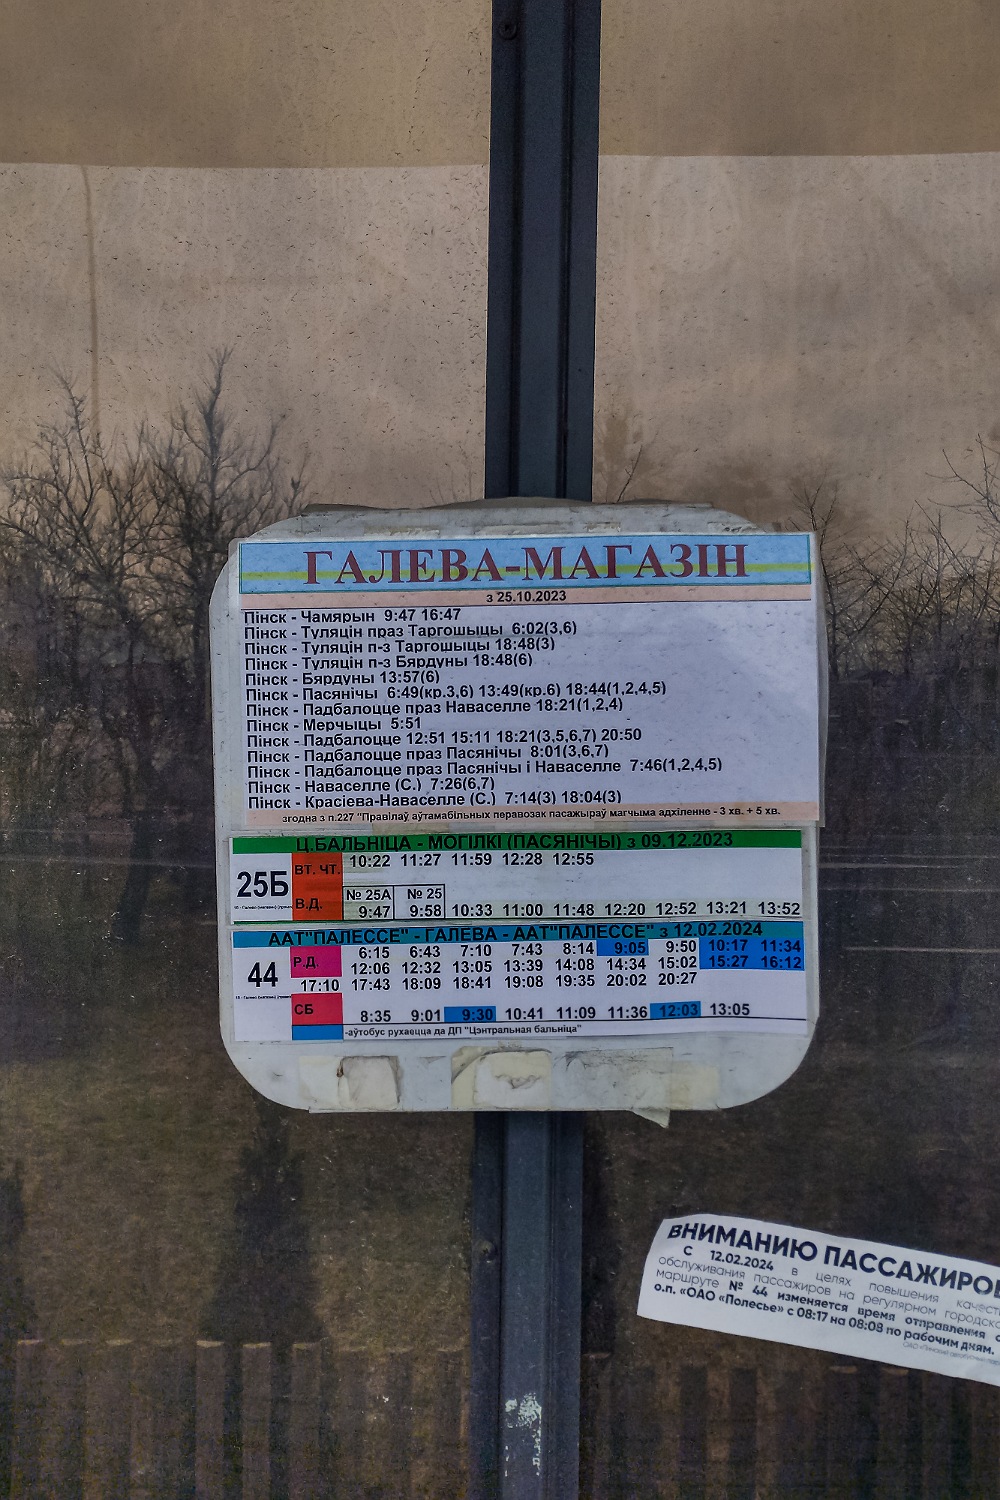 ГАЛЕВА-МАГАЗІН
з 25.10.2023
Пінск - Чамярын 9:47 16:47
Пінск - Туляцін праз Таргошыцы 6:02(3,6)
Пінск - Туляцін п-з Таргошыцы 18:48(3)
Пінск - Туляцін п-з Бярдуны 18:48(6)
Пінск - Бярдуны 13:57(6)
Пінск - Пасянічы 6:49(кр.3,6) 13:49(кр.6) 18:44(1,2,4,5)
Пінск - Падбалоцце праз Наваселле 18:21(1,2,4)
Пінск - Мерчыцы 5:51
Пінск - Падбалоцце 12:51 15:11 18:21(3,5,6,7) 20:50
Пінск - Падбалоцце праз Пасянічы 8:01(3,6,7)
Пінск - Падбалоцце праз Пасянічы і Наваселле 7:46(1,2,4,5)
Пінск - Наваселле (С.) 7:26(6,7)
Пінск - Красіева-Наваселле (С.) 7:14(3) 18:04(3)
згодна з п.227 "Правілаў аўтамабільных перавозак пасажыраў магчыма адхіленне - 3 хв. + 5 хв.
Ц.БАЛЬНІЦА - МОГІЛКІ (ПАСЯНІЧЫ) з 09.12.2023
25Б
ВТ. ЧТ. 10:22 11:27 11:59 12:28 12:55
№ 25А № 25
В.Д. 9:47 9:58 10:33 11:00 11:48 12:20 12:52 13:21 13:52
ААТ"ПАЛЕССЕ" - ГАЛЕВА - ААТ"ПАЛЕССЕ" з 12.02.2024
44
Р.Д. 6:15 6:43 7:10 7:43 8:14 9:05 9:50 10:17 11:34
12:06 12:32 13:05 13:39 14:08 14:34 15:02 15:27 16:12
17:10 17:43 18:09 18:41 19:08 19:35 20:02 20:27
СБ 8:35 9:01 9:30 10:41 11:09 11:36 12:03 13:05
-аўтобус рухаецца да ДП "Цэнтральная бальніца"
ВНИМАНИЮ ПАССАЖИРОВ
С 12.02.2024 в целях повышения качест
обслуживания пассажиров на регулярном городско
маршруте № 44 изменяется время отправления с
о.п. «ОАО «Полесье» с 08:17 на 08:08 по рабочим дням.